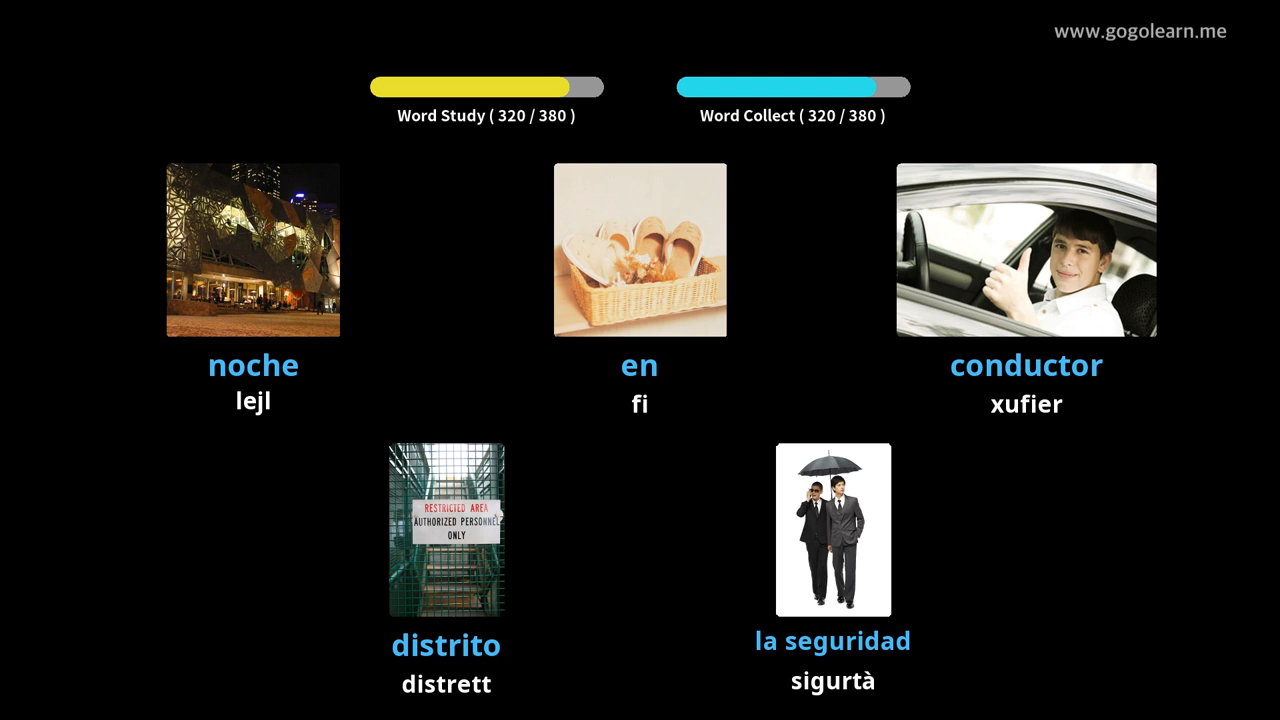 www.gogolearn.me
Word Study ( 320 / 380 )
Word Collect ( 320 / 380 )
noche
lejl
en
fi
conductor
xufier
RESTRICTED AREA
AUTHORIZED PERSONNEL
ONLY
distrito
distrett
la seguridad
sigurtà